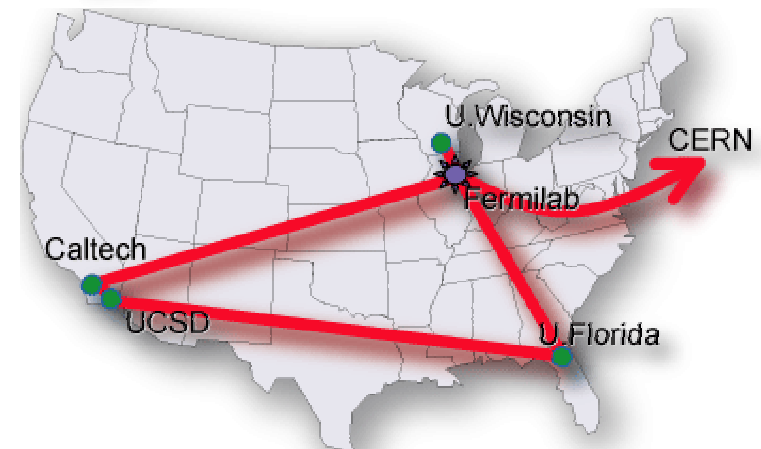 U.Wisconsin
CERN
Fermilab
Caltech
UCSD
U.Florida